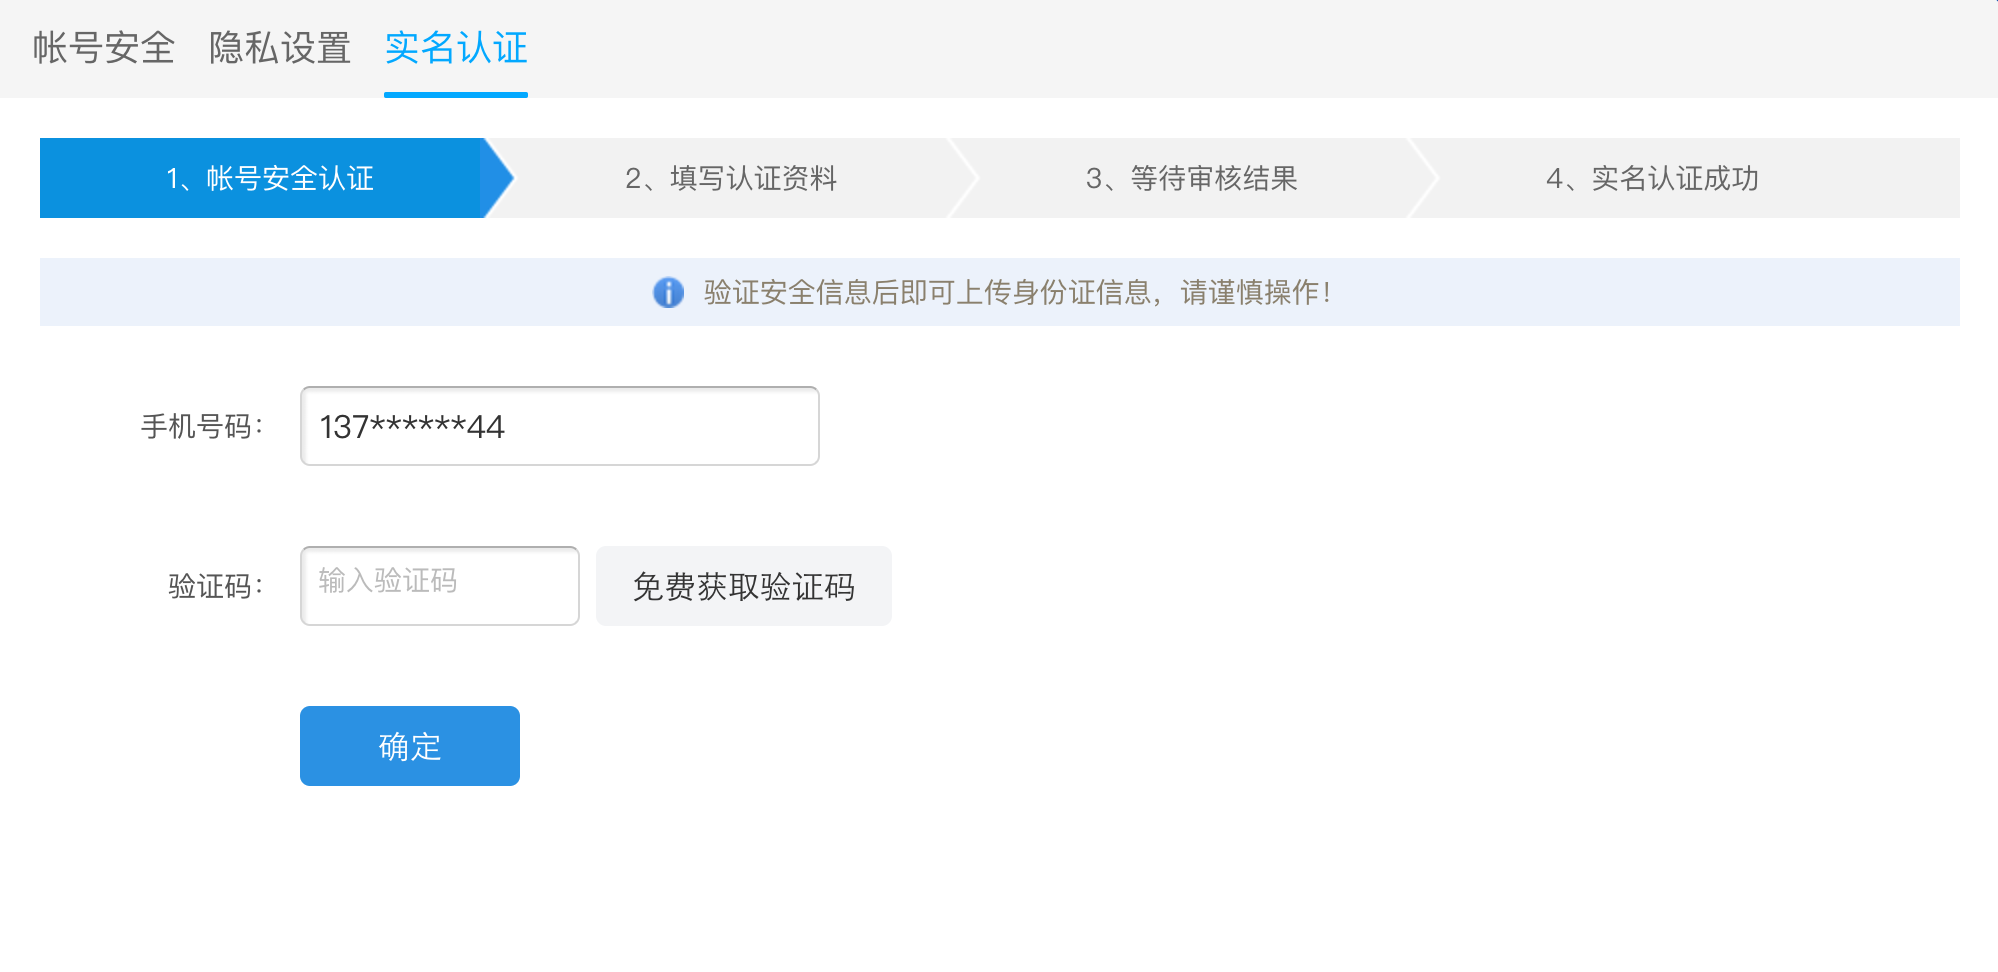 帐号安全 隐私设置 实名认证
1、帐号安全认证 2、填写认证资料 3、等待审核结果 4、实名认证成功
验证安全信息后即可上传身份证信息，请谨慎操作！
手机号码： 137******44
验证码： 输入验证码 免费获取验证码
确定